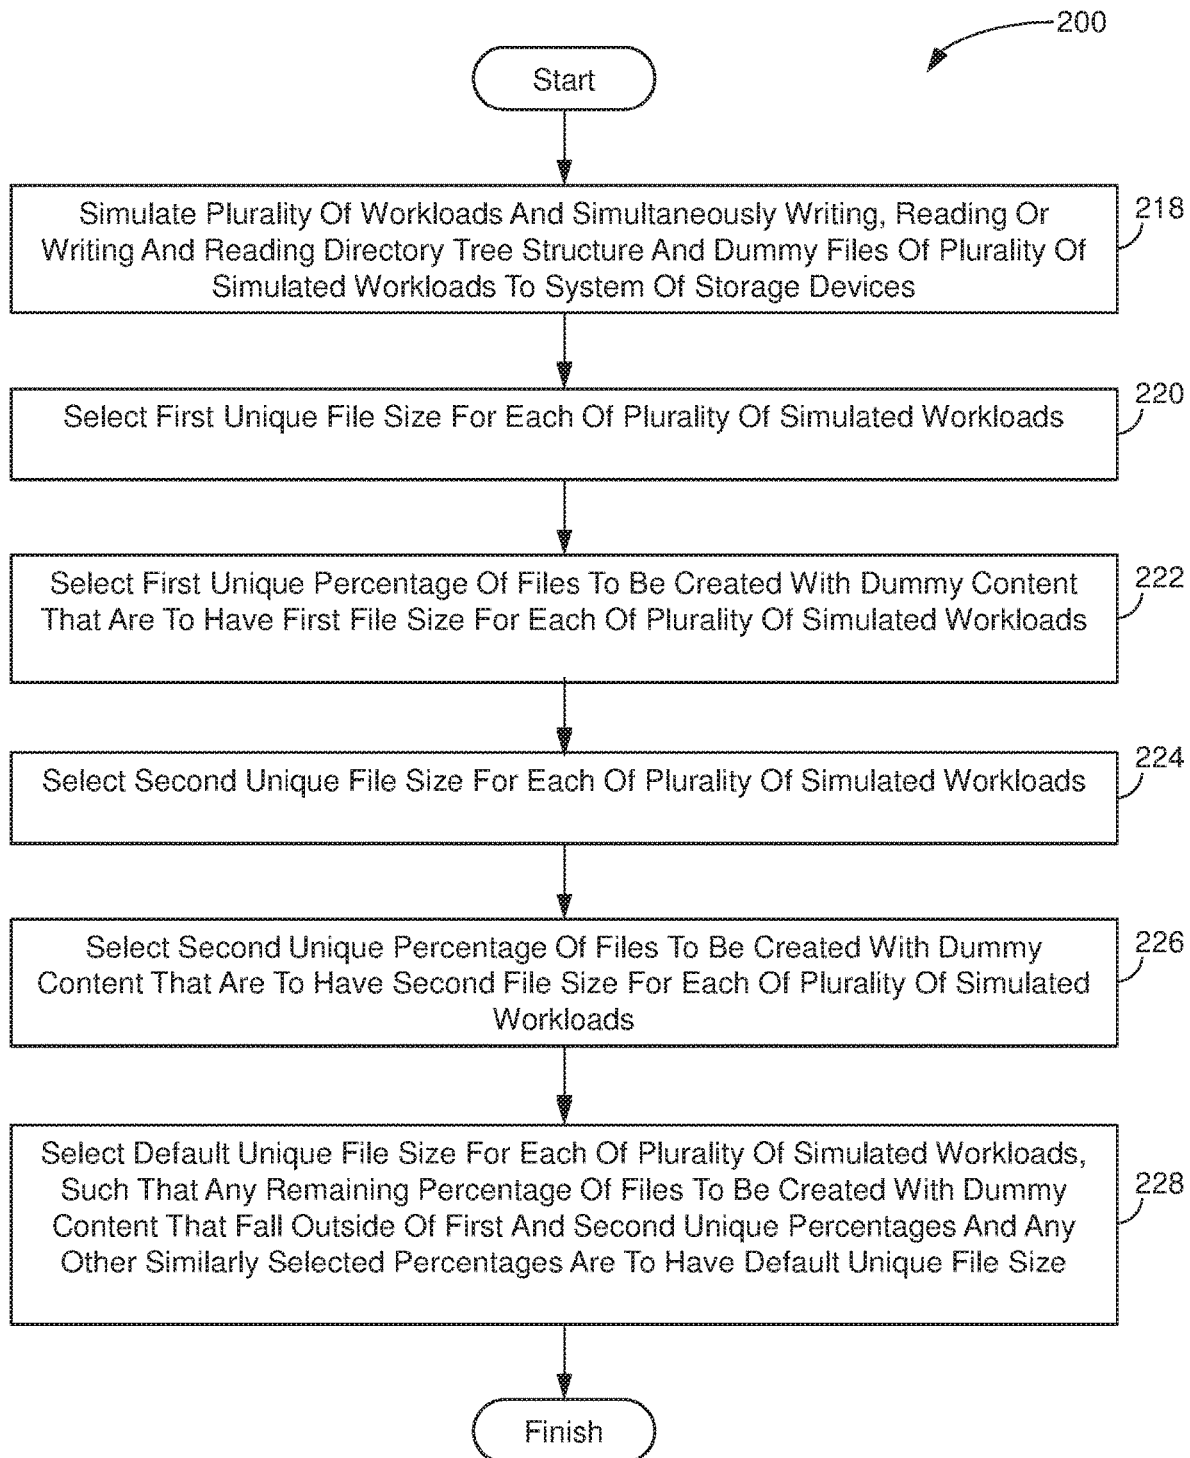 200
Start
Simulate Plurality Of Workloads And Simultaneously Writing, Reading Or
Writing And Reading Directory Tree Structure And Dummy Files Of Plurality Of
Simulated Workloads To System Of Storage Devices
218
Select First Unique File Size For Each Of Plurality Of Simulated Workloads
220
Select First Unique Percentage Of Files To Be Created With Dummy Content
That Are To Have First File Size For Each Of Plurality Of Simulated Workloads
222
Select Second Unique File Size For Each Of Plurality Of Simulated Workloads
224
Select Second Unique Percentage Of Files To Be Created With Dummy
Content That Are To Have Second File Size For Each Of Plurality Of Simulated
Workloads
226
Select Default Unique File Size For Each Of Plurality Of Simulated Workloads,
Such That Any Remaining Percentage Of Files To Be Created With Dummy
Content That Fall Outside Of First And Second Unique Percentages And Any
Other Similarly Selected Percentages Are To Have Default Unique File Size
228
Finish